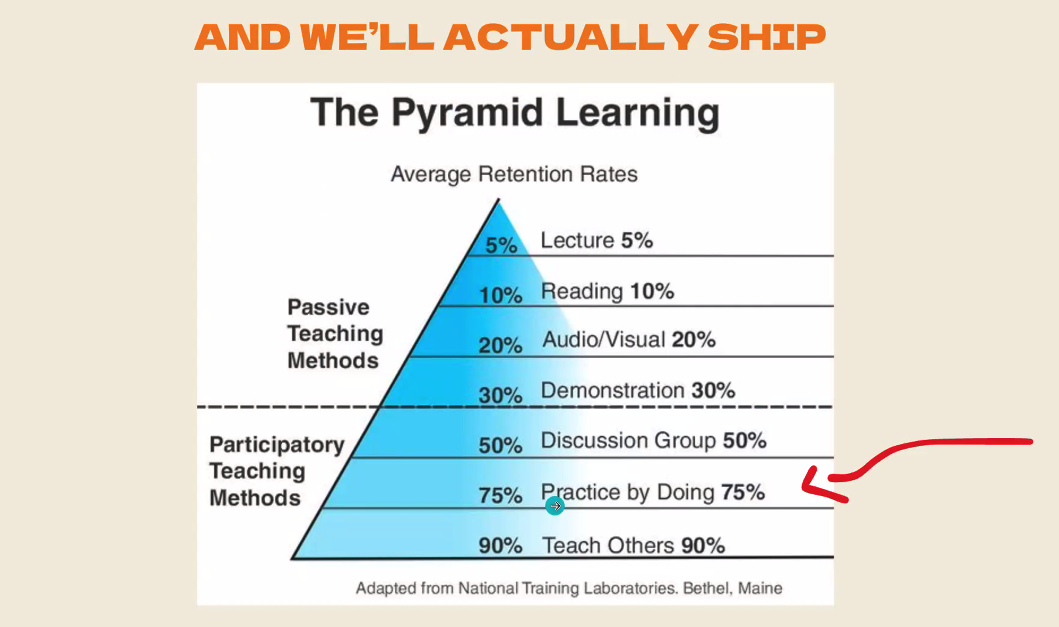 AND WE'LL ACTUALLY SHIP
The Pyramid Learning
Average Retention Rates
5% Lecture 5%
10% Reading 10%
Passive
Teaching
Methods
20% Audio/Visual 20%
30% Demonstration 30%
Participatory
Teaching
Methods
50% Discussion Group 50%
75% Practice by Doing 75%
90% Teach Others 90%
Adapted from National Training Laboratories. Bethel, Maine